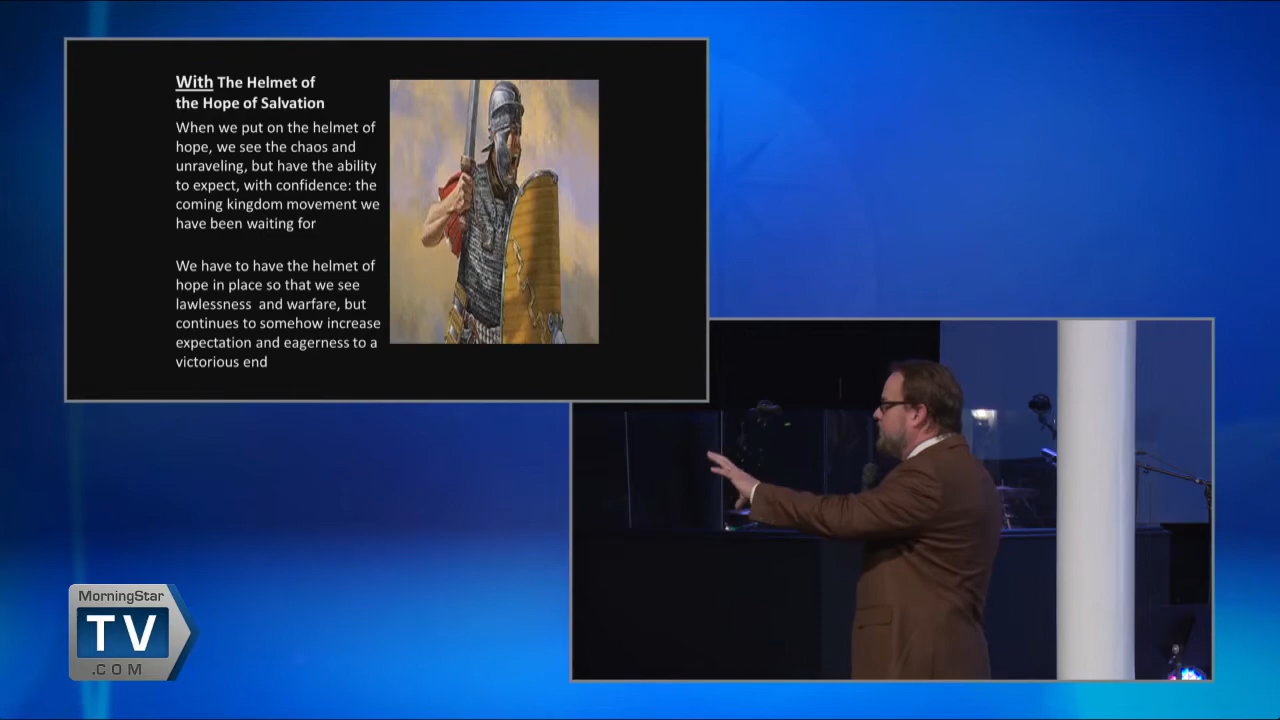 With The Helmet of
the Hope of Salvation
When we put on the helmet of
hope, we see the chaos and
unraveling, but have the ability
to expect, with confidence: the
coming kingdom movement we
have been waiting for
We have to have the helmet of
hope in place so that we see
lawlessness and warfare, but
continues to somehow increase
expectation and eagerness to a
victorious end
MorningStar
TV
.COM